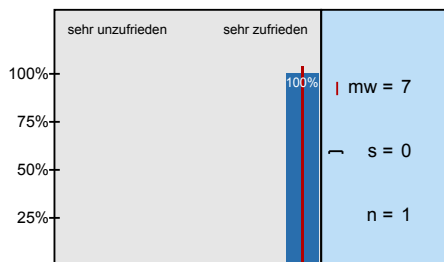 sehr unzufrieden sehr zufrieden
100%
100%
mw = 7
75%
50%
s = 0
25%
n = 1